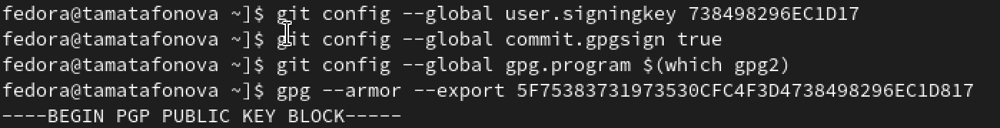 fedora@tamatafonova ~]$ git config --global user.signingkey 738498296EC1D17
fedora@tamatafonova ~]$ git config --global commit.gpgsign true
fedora@tamatafonova ~]$ git config --global gpg.program $(which gpg2)
fedora@tamatafonova ~]$ gpg --armor --export 5F75383731973530CFC4F3D4738498296EC1D817
----BEGIN PGP PUBLIC KEY BLOCK-----